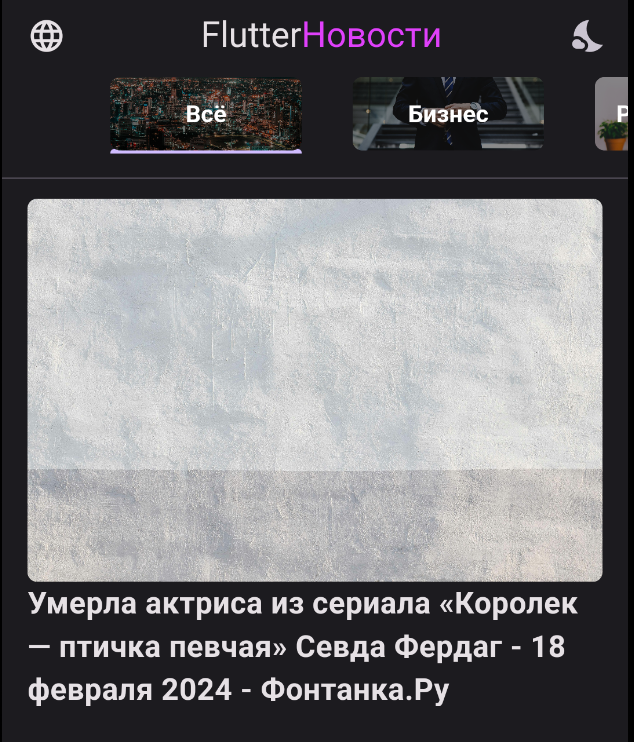 FlutterНовости
Всё
Бизнес
Умерла актриса из сериала «Королек
— птичка певчая» Севда Фердаг - 18
февраля 2024 - Фонтанка.Ру